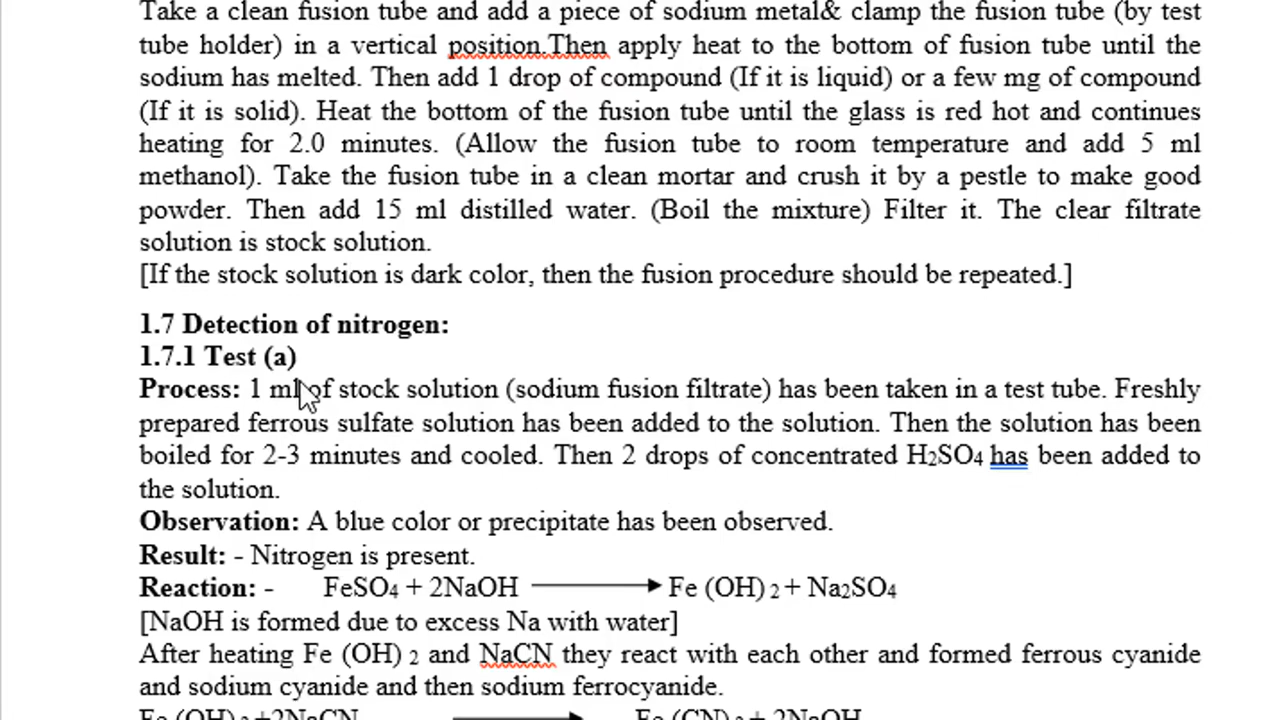 Take a clean fusion tube and add a piece of sodium metal& clamp the fusion tube (by test
tube holder) in a vertical position.Then apply heat to the bottom of fusion tube until the
sodium has melted. Then add 1 drop of compound (If it is liquid) or a few mg of compound
(If it is solid). Heat the bottom of the fusion tube until the glass is red hot and continues
heating for 2.0 minutes. (Allow the fusion tube to room temperature and add 5 ml
methanol). Take the fusion tube in a clean mortar and crush it by a pestle to make good
powder. Then add 15 ml distilled water. (Boil the mixture) Filter it. The clear filtrate
solution is stock solution.
[If the stock solution is dark color, then the fusion procedure should be repeated.]
1.7 Detection of nitrogen:
1.7.1 Test (a)
Process: 1 ml of stock solution (sodium fusion filtrate) has been taken in a test tube. Freshly
prepared ferrous sulfate solution has been added to the solution. Then the solution has been
boiled for 2-3 minutes and cooled. Then 2 drops of concentrated H2SO4 has been added to
the solution.
Observation: A blue color or precipitate has been observed.
Result: - Nitrogen is present.
Reaction: - FeSO4 + 2NaOH ⟶ Fe (OH) 2 + Na2SO4
[NaOH is formed due to excess Na with water]
After heating Fe (OH) 2 and NaCN they react with each other and formed ferrous cyanide
and sodium cyanide and then sodium ferrocyanide.
Fe (OH)2 +2NaCN ⟶ Fe (CN) 2 + 2NaOH